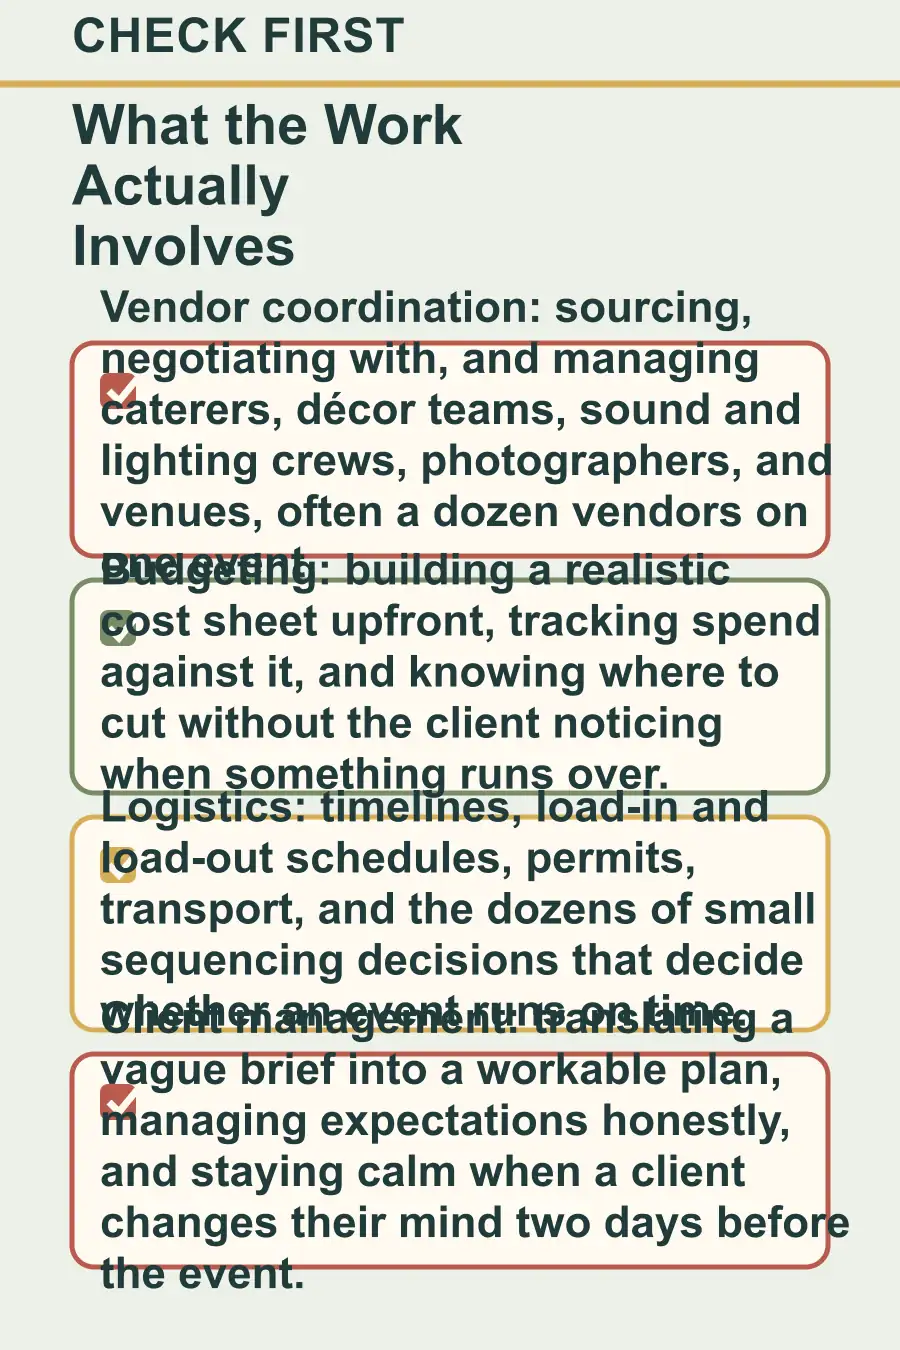 CHECK FIRST
What the Work
Actually
Involves
Vendor coordination: sourcing,
negotiating with, and managing
caterers, décor teams, sound and
lighting crews, photographers, and
venues, often a dozen vendors on
one event.
Budgeting: building a realistic
cost sheet upfront, tracking spend
against it, and knowing where to
cut without the client noticing
when something runs over.
Logistics: timelines, load-in and
load-out schedules, permits,
transport, and the dozens of small
sequencing decisions that decide
whether an event runs on time.
Client management: translating a
vague brief into a workable plan,
managing expectations honestly,
and staying calm when a client
changes their mind two days before
the event.